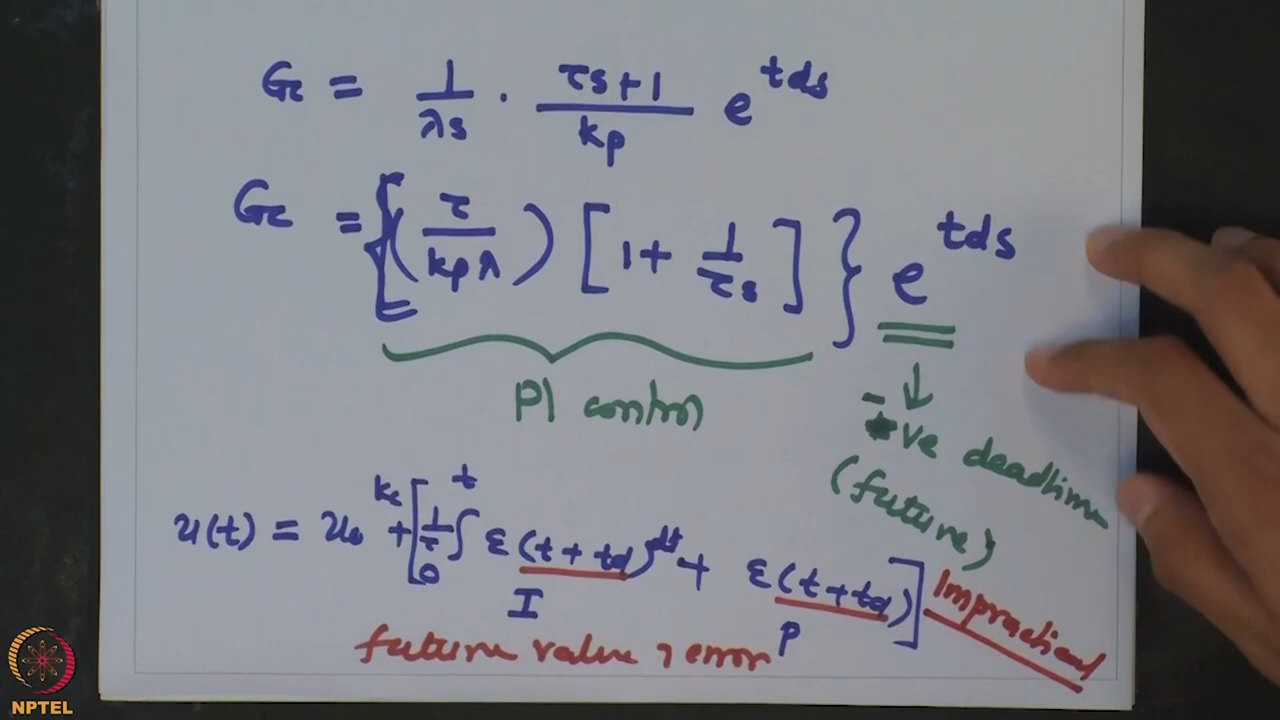 Gc = 1/λs · τs+1/kp e^tds
Gc = {(τ/kpλ) [1 + 1/τs]} e^tds
PI control
-ve deadtime
(future)
u(t) = u0 + kc[1/τ ∫0^t ε(t+td)dt + ε(t+td)] Impractical
I P
future value of error
NPTEL